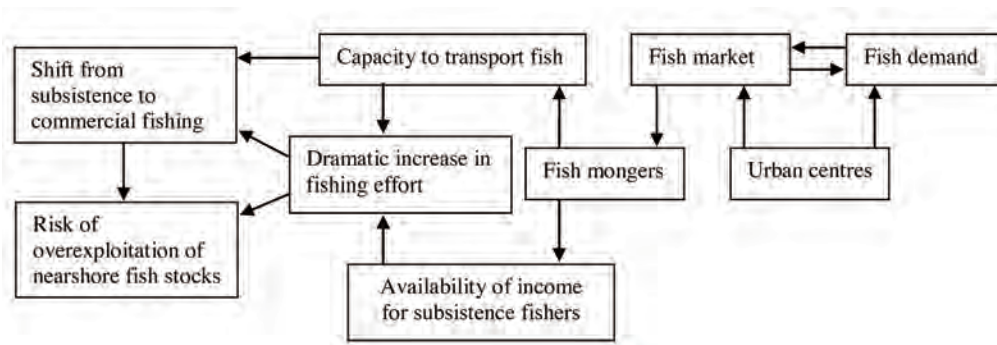 Shift from
subsistence to
commercial fishing
Capacity to transport fish
Fish market
Fish demand
Dramatic increase in
fishing effort
Fish mongers
Urban centres
Risk of
overexploitation of
nearshore fish stocks
Availability of income
for subsistence fishers